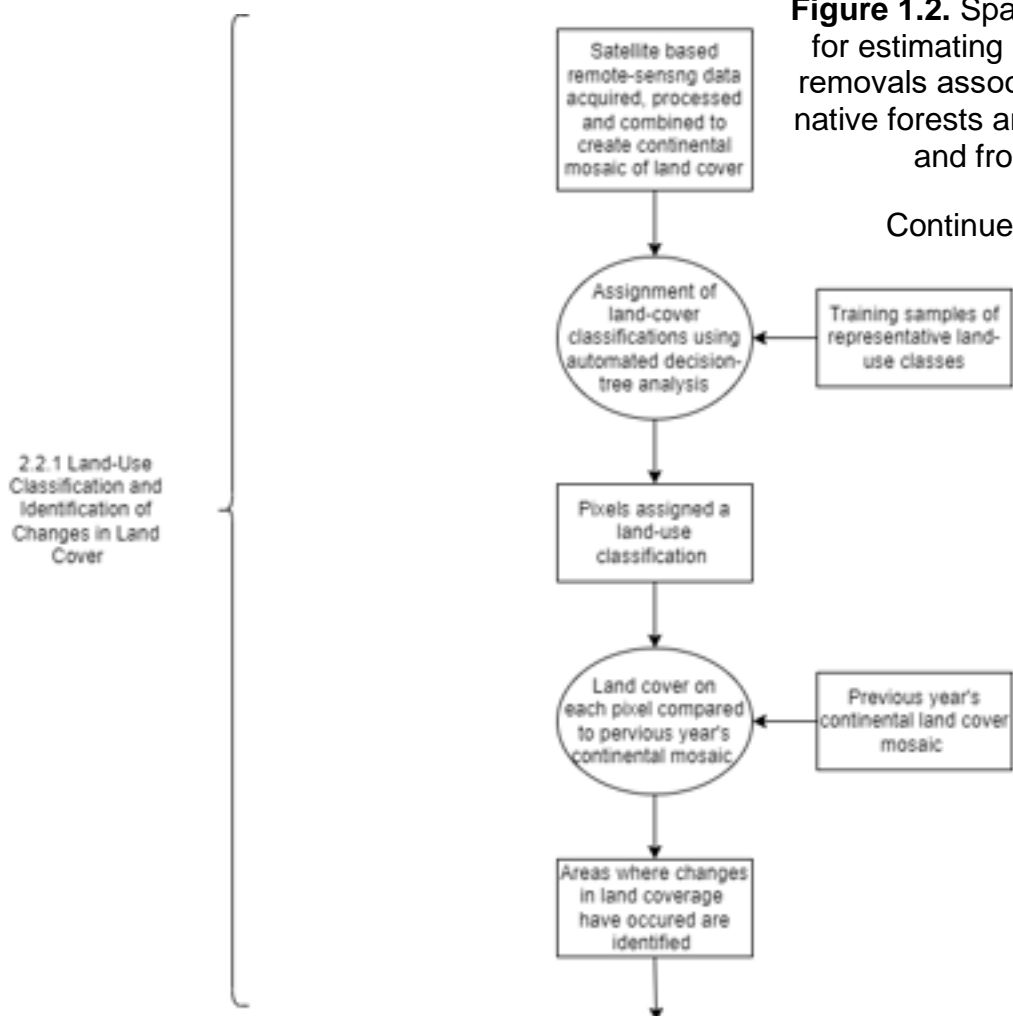 Figure 1.2. Spa
for estimating
removals assoc
native forests a
and fro
Continue
Satellite based
remote-sensng data
acquired, processed
and combined to
create continental
mosaic of land cover
Assignment of
land-cover
classifications using
automated decision-
tree analysis
Training samples of
representative land-
use classes
Pixels assigned a
land-use
classification
2.2.1 Land-Use
Classification and
Identification of
Changes in Land
Cover
Land cover on
each pixel compared
to pervious year's
continental mosaic
Previous year's
continental land cover
mosaic
Areas where changes
in land coverage
have occured are
identified